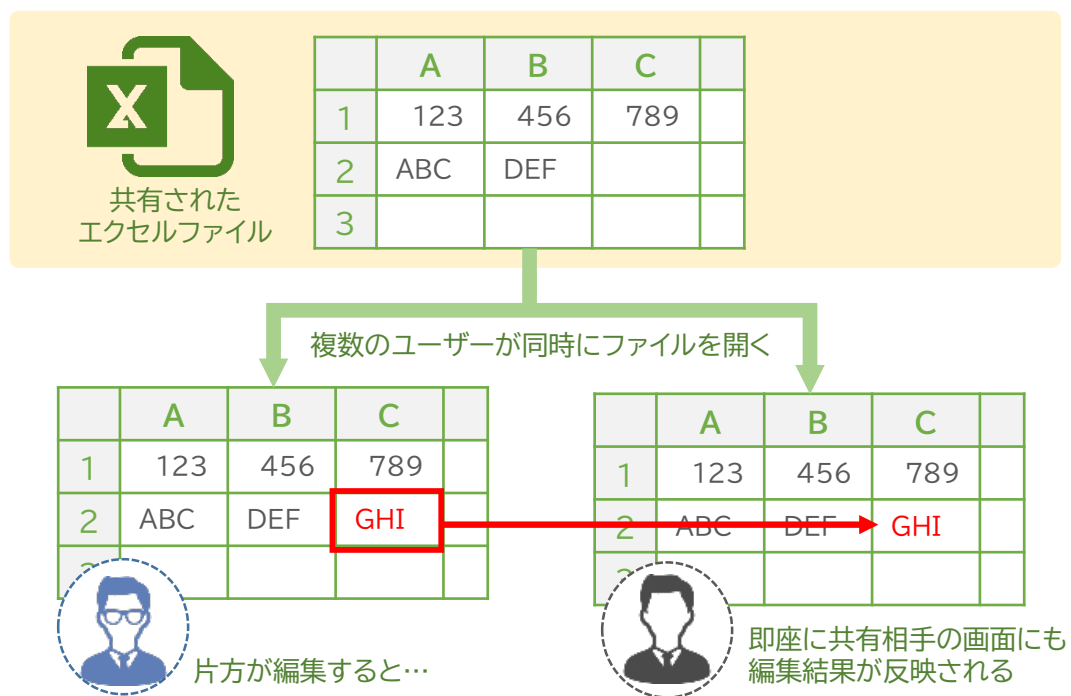 X
共有された
エクセルファイル
A B C
1 123 456 789
2 ABC DEF
3
複数のユーザーが同時にファイルを開く
A B C
1 123 456 789
2 ABC DEF GHI
片方が編集すると…
A B C
1 123 456 789
2 ABC DEF GHI
即座に共有相手の画面にも
編集結果が反映される